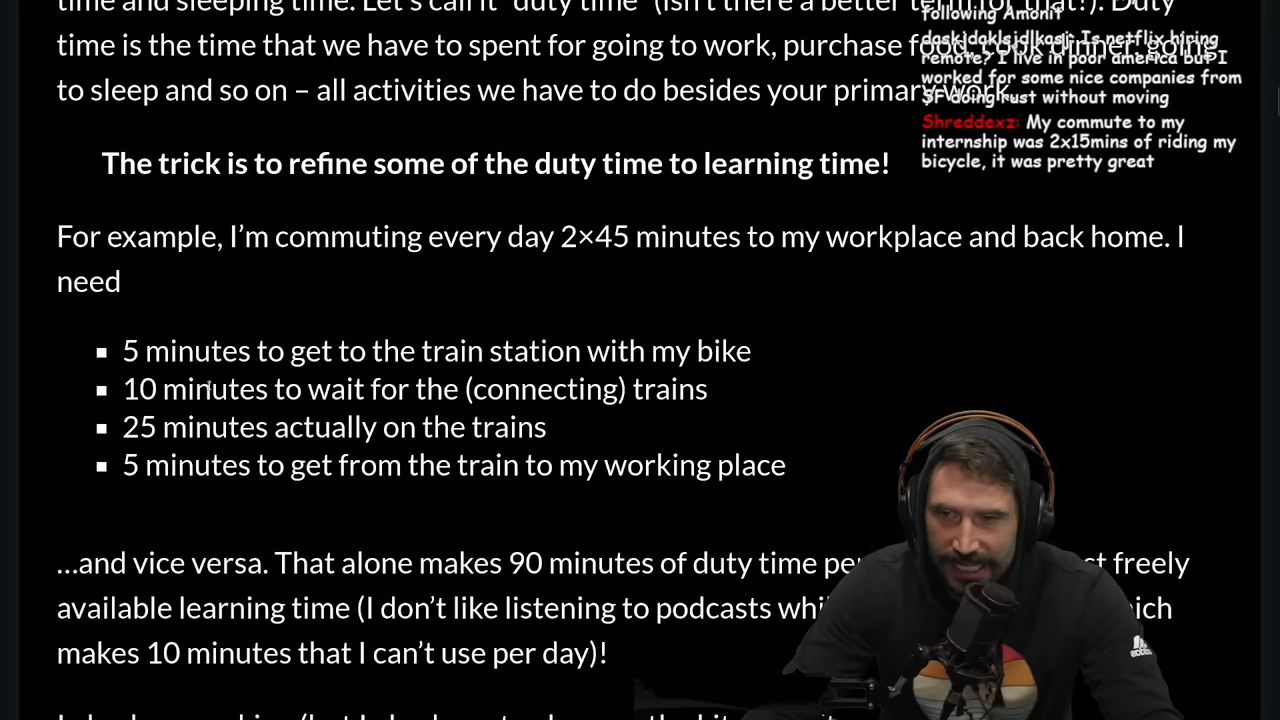 time and sleeping time. Let's call it "duty time" (isn't there a better term for that?). Duty
time is the time that we have to spent for going to work, purchase food, cook dinner, going
to sleep and so on – all activities we have to do besides your primary work.
The trick is to refine some of the duty time to learning time!
For example, I'm commuting every day 2×45 minutes to my workplace and back home. I
need
▪ 5 minutes to get to the train station with my bike
▪ 10 minutes to wait for the (connecting) trains
▪ 25 minutes actually on the trains
▪ 5 minutes to get from the train to my working place
…and vice versa. That alone makes 90 minutes of duty time freely
available learning time (I don't like listening to podcasts
makes 10 minutes that I can't use per day)!
following Amonit
Is netflix hiring
remote? I live in poor america but I
worked for some nice companies from
SF doing rust without moving
Shreddexz: My commute to my
internship was 2x15mins of riding my
bicycle, it was pretty great
adidas